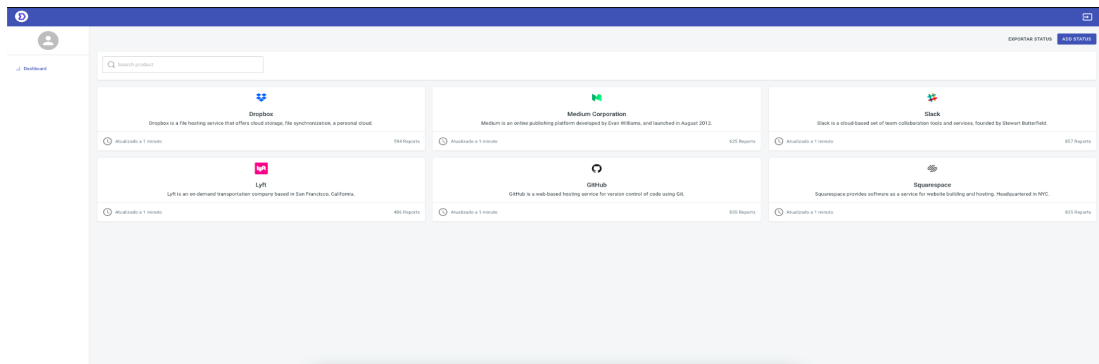 EXPORTAR STATUS ADD STATUS
Dashboard
Search product
Dropbox
Dropbox is a file hosting service that offers cloud storage, file synchronization, a personal cloud.
Atualizado a 1 minuto 594 Reports
Medium Corporation
Medium is an online publishing platform developed by Evan Williams, and launched in August 2012.
Atualizado a 1 minuto 625 Reports
Slack
Slack is a cloud-based set of team collaboration tools and services, founded by Stewart Butterfield.
Atualizado a 1 minuto 857 Reports
Lyft
Lyft is an on-demand transportation company based in San Francisco, California.
Atualizado a 1 minuto 406 Reports
GitHub
GitHub is a web-based hosting service for version control of code using Git.
Atualizado a 1 minuto 835 Reports
Squarespace
Squarespace provides software as a service for website building and hosting. Headquartered in NYC.
Atualizado a 1 minuto 835 Reports